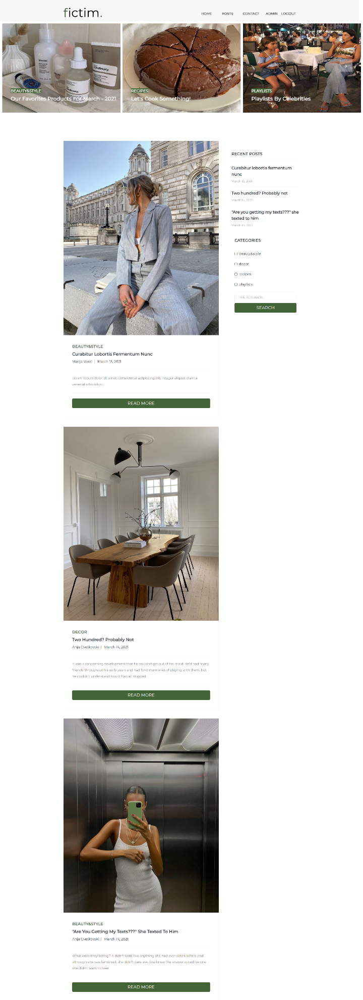 fictim.
HOME POSTS CONTACT ADMIN LOGOUT
Glossier.
Ordinary.
Ordinary.
‹
›
BEAUTY&STYLE
Our Favorites Products For March - 2021
RECIPES
Let's Cook Something!
PLAYLISTS
Playlists By Celebrities
RECENT POSTS
Curabitur lobortis fermentum
nunc
March 15, 2021
Two hundred? Probably not
March 14, 2021
"Are you getting my texts???" she
texted to him
March 14, 2021
CATEGORIES
beauty&style
decor
recipes
playlists
TYPE TO SEARCH...
SEARCH
BEAUTY&STYLE
Curabitur Lobortis Fermentum Nunc
Marija Vasic | March 15, 2021
Lorem ipsum dolor sit amet, consectetur adipiscing elit. Integer aliquet diam a
venenatis tincidunt.
READ MORE
DECOR
Two Hundred? Probably Not
Anja Cvetkovski | March 14, 2021
It was a concerning development that he couldn't get out of his mind. He'd had many
friends throughout his early years and had fond memories of playing with them, but
he couldn't understand how it had all stopped.
READ MORE
BEAUTY&STYLE
"Are You Getting My Texts???" She Texted To Him
Anja Cvetkovski | March 14, 2021
What were they eating? It didn't taste like anything she had ever eaten before and
although she was famished, she didn't dare ask. She knew the answer would be one
she didn't want to hear.
READ MORE